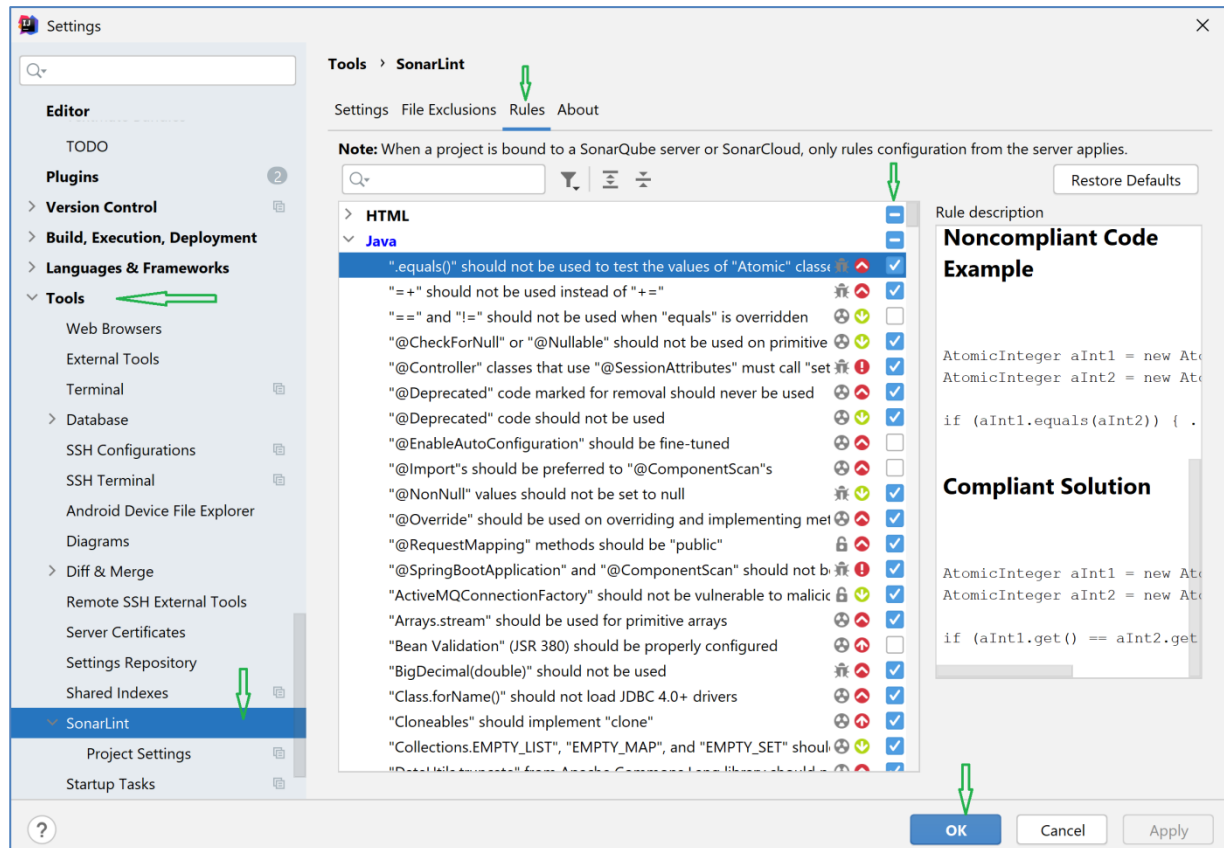 Settings
Editor
TODO
Plugins 2
Version Control
Build, Execution, Deployment
Languages & Frameworks
Tools
Web Browsers
External Tools
Terminal
Database
SSH Configurations
SSH Terminal
Android Device File Explorer
Diagrams
Diff & Merge
Remote SSH External Tools
Server Certificates
Settings Repository
Shared Indexes
SonarLint
Project Settings
Startup Tasks
?
Tools › SonarLint
Settings File Exclusions Rules About
Note: When a project is bound to a SonarQube server or SonarCloud, only rules configuration from the server applies.
Restore Defaults
HTML
Java
".equals()" should not be used to test the values of "Atomic" classe
"=+" should not be used instead of "+="
"==" and "!=" should not be used when "equals" is overridden
"@CheckForNull" or "@Nullable" should not be used on primitive
"@Controller" classes that use "@SessionAttributes" must call "set
"@Deprecated" code marked for removal should never be used
"@Deprecated" code should not be used
"@EnableAutoConfiguration" should be fine-tuned
"@Import"s should be preferred to "@ComponentScan"s
"@NonNull" values should not be set to null
"@Override" should be used on overriding and implementing met
"@RequestMapping" methods should be "public"
"@SpringBootApplication" and "@ComponentScan" should not b
"ActiveMQConnectionFactory" should not be vulnerable to malicic
"Arrays.stream" should be used for primitive arrays
"Bean Validation" (JSR 380) should be properly configured
"BigDecimal(double)" should not be used
"Class.forName()" should not load JDBC 4.0+ drivers
"Cloneables" should implement "clone"
"Collections.EMPTY_LIST", "EMPTY_MAP", and "EMPTY_SET" shoul
"DateUtils.truncate" from Apache Commons Lang library should
Rule description
Noncompliant Code
Example
AtomicInteger aInt1 = new Ato
AtomicInteger aInt2 = new Ato
if (aInt1.equals(aInt2)) { .
Compliant Solution
AtomicInteger aInt1 = new Ato
AtomicInteger aInt2 = new Ato
if (aInt1.get() == aInt2.get
OK
Cancel
Apply